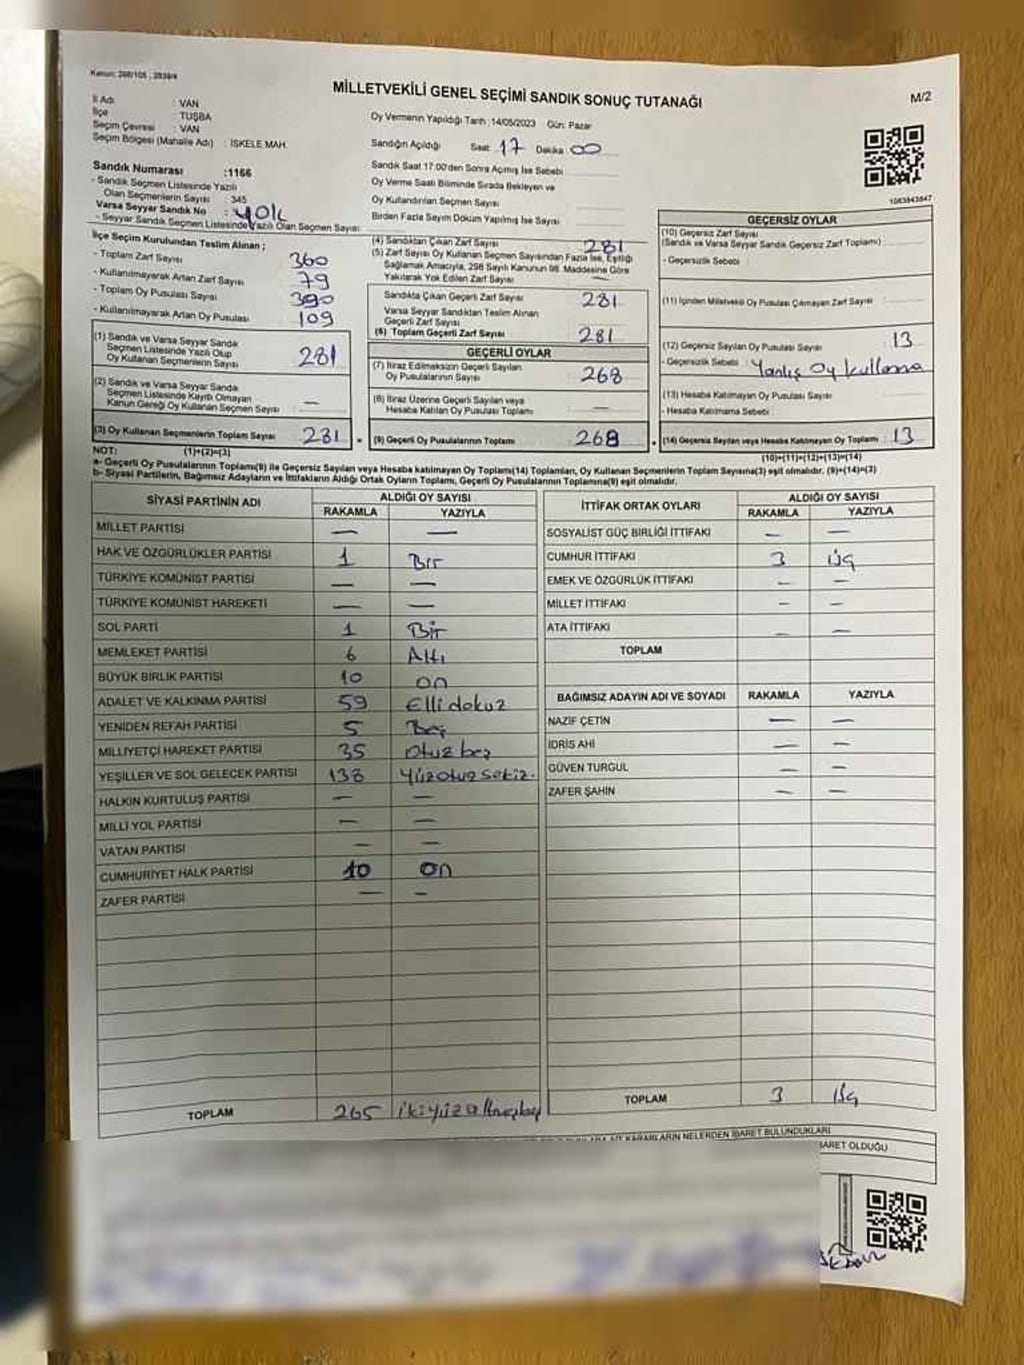 Kanun: 298/105 ; 2839/4
MİLLETVEKİLİ GENEL SEÇİMİ SANDIK SONUÇ TUTANAĞI
M/2
İl Adı : VAN
İlçe : TUŞBA
Seçim Çevresi : VAN
Seçim Bölgesi (Mahalle Adı) : İSKELE MAH.
Oy Vermenin Yapıldığı Tarih :14/05/2023 Gün: Pazar
Sandığın Açıldığı Saat: 17 Dakika: 00
Sandık Saat 17:00'den Sonra Açılmış İse Sebebi
Oy Verme Saati Bitiminde Sırada Bekleyen ve
Oy Kullandırılan Seçmen Sayısı
Birden Fazla Sayım Döküm Yapılmış İse Sayısı
Sandık Numarası :1166
- Sandık Seçmen Listesinde Yazılı
Olan Seçmenlerin Sayısı : 345
Varsa Seyyar Sandık No : yok
- Seyyar Sandık Seçmen Listesinde Yazılı Olan Seçmen Sayısı
İlçe Seçim Kurulundan Teslim Alınan ;
- Toplam Zarf Sayısı 360
- Kullanılmayarak Artan Zarf Sayısı 79
- Toplam Oy Pusulası Sayısı 390
- Kullanılmayarak Artan Oy Pusulası 109
(1) Sandık ve Varsa Seyyar Sandık
Seçmen Listesinde Yazılı Olup
Oy Kullanan Seçmenlerin Sayısı 281
(2) Sandık ve Varsa Seyyar Sandık
Seçmen Listesinde Kayıtlı Olmayan
Kanun Gereği Oy Kullanan Seçmen Sayısı —
(3) Oy Kullanan Seçmenlerin Toplam Sayısı 281
(1)+(2)=(3)
(4) Sandıktan Çıkan Zarf Sayısı 281
(5) Zarf Sayısı Oy Kullanan Seçmen Sayısından Fazla İse, Eşitliği
Sağlamak Amacıyla, 298 Sayılı Kanunun 98. Maddesine Göre
Yakılarak Yok Edilen Zarf Sayısı —
Sandıkta Çıkan Geçerli Zarf Sayısı 281
Varsa Seyyar Sandıktan Teslim Alınan
Geçerli Zarf Sayısı
(6) Toplam Geçerli Zarf Sayısı 281
GEÇERLİ OYLAR
(7) İtiraz Edilmeksizin Geçerli Sayılan
Oy Pusulalarının Sayısı 268
(8) İtiraz Üzerine Geçerli Sayılan veya
Hesaba Katılan Oy Pusulası Toplamı —
(9) Geçerli Oy Pusulalarının Toplamı 268
1083843847
GEÇERSİZ OYLAR
(10) Geçersiz Zarf Sayısı
(Sandık ve Varsa Seyyar Sandık Geçersiz Zarf Toplamı)
- Geçersizlik Sebebi
(11) İçinden Milletvekili Oy Pusulası Çıkmayan Zarf Sayısı
(12) Geçersiz Sayılan Oy Pusulası Sayısı 13
- Geçersizlik Sebebi Yanlış Oy kullanma
(13) Hesaba Katılmayan Oy Pusulası Sayısı
- Hesaba Katılmama Sebebi
(14) Geçersiz Sayılan veya Hesaba Katılmayan Oy Toplamı 13
(10)+(11)+(12)+(13)=(14)
NOT:
a- Geçerli Oy Pusulalarının Toplamı(9) ile Geçersiz Sayılan veya Hesaba katılmayan Oy Toplamı(14) Toplamları, Oy Kullanan Seçmenlerin Toplam Sayısına(3) eşit olmalıdır. (9)+(14)=(3)
b- Siyasi Partilerin, Bağımsız Adayların ve İttifakların Aldığı Ortak Oyların Toplamı, Geçerli Oy Pusulalarının Toplamına(9) eşit olmalıdır.
SİYASİ PARTİNİN ADI ALDIĞI OY SAYISI
RAKAMLA YAZIYLA
MİLLET PARTİSİ — —
HAK VE ÖZGÜRLÜKLER PARTİSİ 1 Bir
TÜRKİYE KOMÜNİST PARTİSİ — —
TÜRKİYE KOMÜNİST HAREKETİ — —
SOL PARTİ 1 Bir
MEMLEKET PARTİSİ 6 Altı
BÜYÜK BİRLİK PARTİSİ 10 on
ADALET VE KALKINMA PARTİSİ 59 Elli dokuz
YENİDEN REFAH PARTİSİ 5 Beş
MİLLİYETÇİ HAREKET PARTİSİ 35 otuz beş
YEŞİLLER VE SOL GELECEK PARTİSİ 138 Yüz otuz sekiz.
HALKIN KURTULUŞ PARTİSİ — —
MİLLİ YOL PARTİSİ — —
VATAN PARTİSİ — —
CUMHURİYET HALK PARTİSİ 10 on
ZAFER PARTİSİ — —
TOPLAM 265 ikiyüzaltmışbeş
İTTİFAK ORTAK OYLARI ALDIĞI OY SAYISI
RAKAMLA YAZIYLA
SOSYALİST GÜÇ BİRLİĞİ İTTİFAKI — —
CUMHUR İTTİFAKI 3 üç
EMEK VE ÖZGÜRLÜK İTTİFAKI — —
MİLLET İTTİFAKI — —
ATA İTTİFAKI — —
TOPLAM
BAĞIMSIZ ADAYIN ADI VE SOYADI RAKAMLA YAZIYLA
NAZİF ÇETİN — —
İDRİS AHİ — —
GÜVEN TURGUL — —
ZAFER ŞAHİN — —
TOPLAM 3 üç
KARARLARIN NELERDEN İBARET BULUNDUKLARI
İBARET OLDUĞU